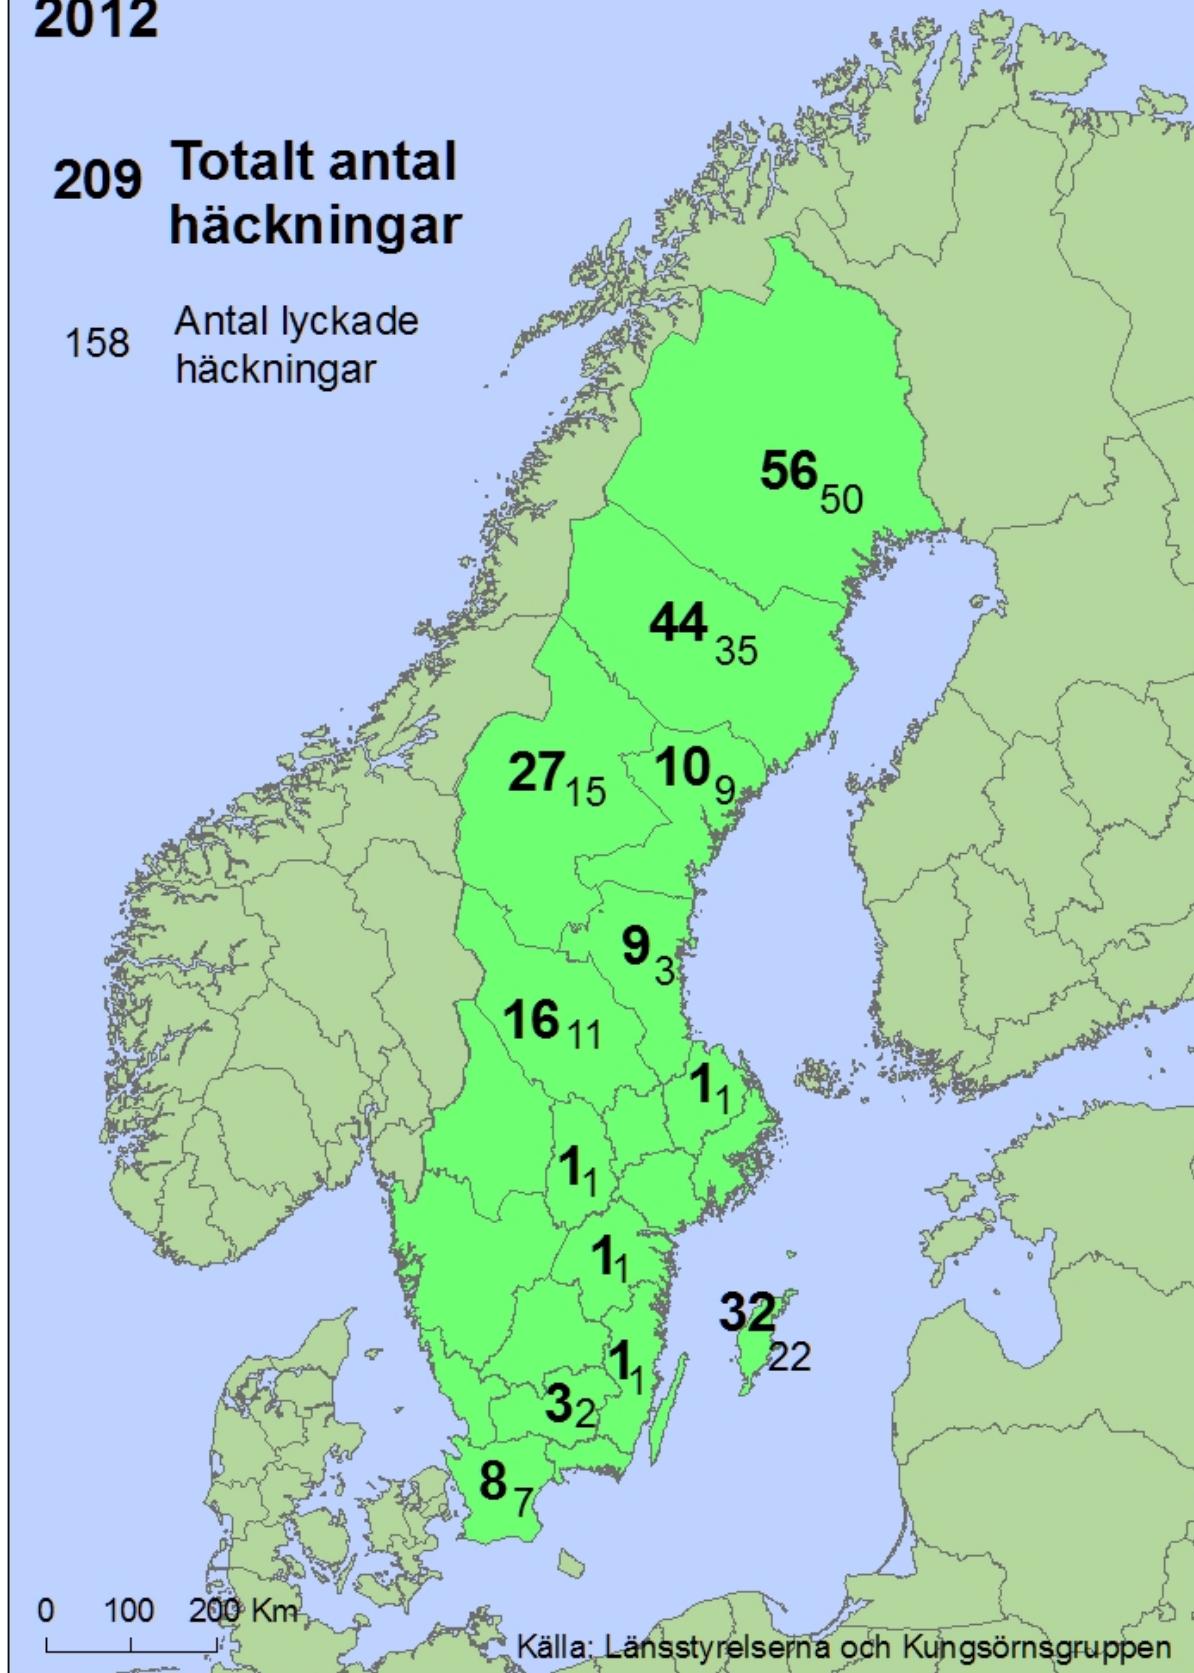 2012
209 Totalt antal
häckningar
158 Antal lyckade
häckningar
56 50
44 35
27 15
10 9
9 3
16 11
1 1
1 1
1 1
32 22
1 1
3 2
8 7
0 100 200 Km
Källa: Länsstyrelserna och Kungsörnsgruppen